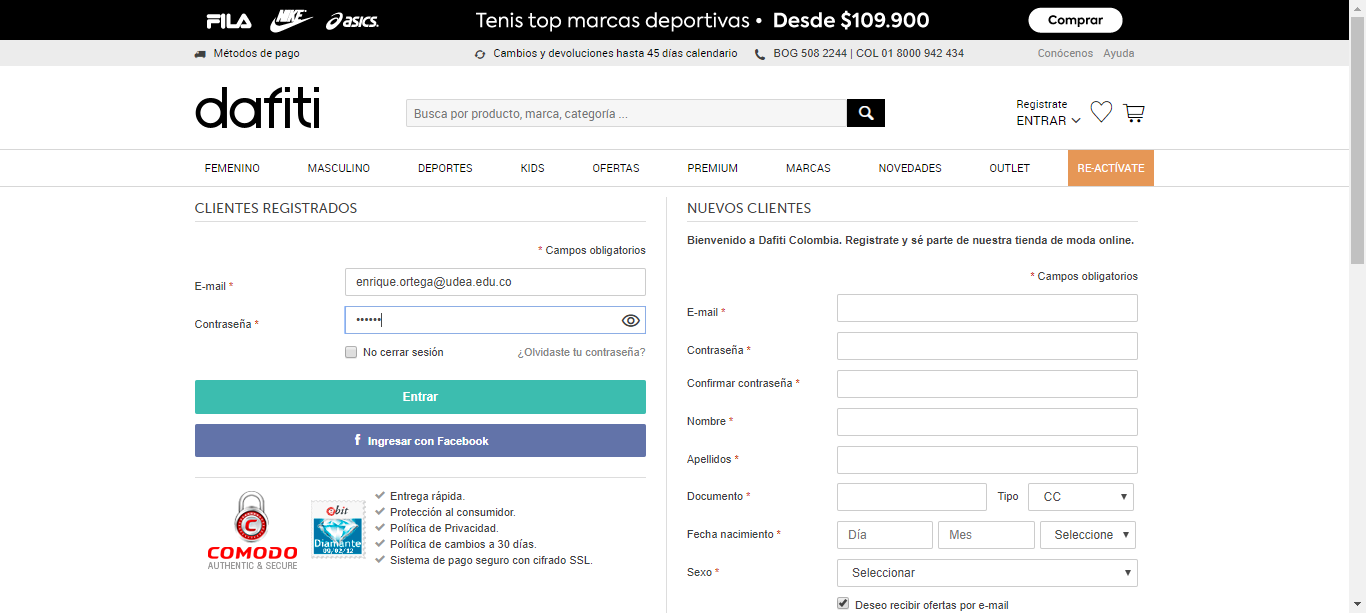 FILA NIKE asics. Tenis top marcas deportivas • Desde $109.900 Comprar
Métodos de pago Cambios y devoluciones hasta 45 días calendario BOG 508 2244 | COL 01 8000 942 434 Conócenos Ayuda
dafiti
Busca por producto, marca, categoría ...
Registrate
ENTRAR
FEMENINO MASCULINO DEPORTES KIDS OFERTAS PREMIUM MARCAS NOVEDADES OUTLET RE-ACTÍVATE
CLIENTES REGISTRADOS
* Campos obligatorios
E-mail * enrique.ortega@udea.edu.co
Contraseña * ••••••
No cerrar sesión ¿Olvidaste tu contraseña?
Entrar
f Ingresar con Facebook
COMODO
AUTHENTIC & SECURE
ebit
Diamante
09/02/12
Entrega rápida.
Protección al consumidor.
Política de Privacidad.
Política de cambios a 30 días.
Sistema de pago seguro con cifrado SSL.
NUEVOS CLIENTES
Bienvenido a Dafiti Colombia. Registrate y sé parte de nuestra tienda de moda online.
* Campos obligatorios
E-mail *
Contraseña *
Confirmar contraseña *
Nombre *
Apellidos *
Documento * Tipo CC
Fecha nacimiento * Día Mes Seleccione
Sexo * Seleccionar
Deseo recibir ofertas por e-mail